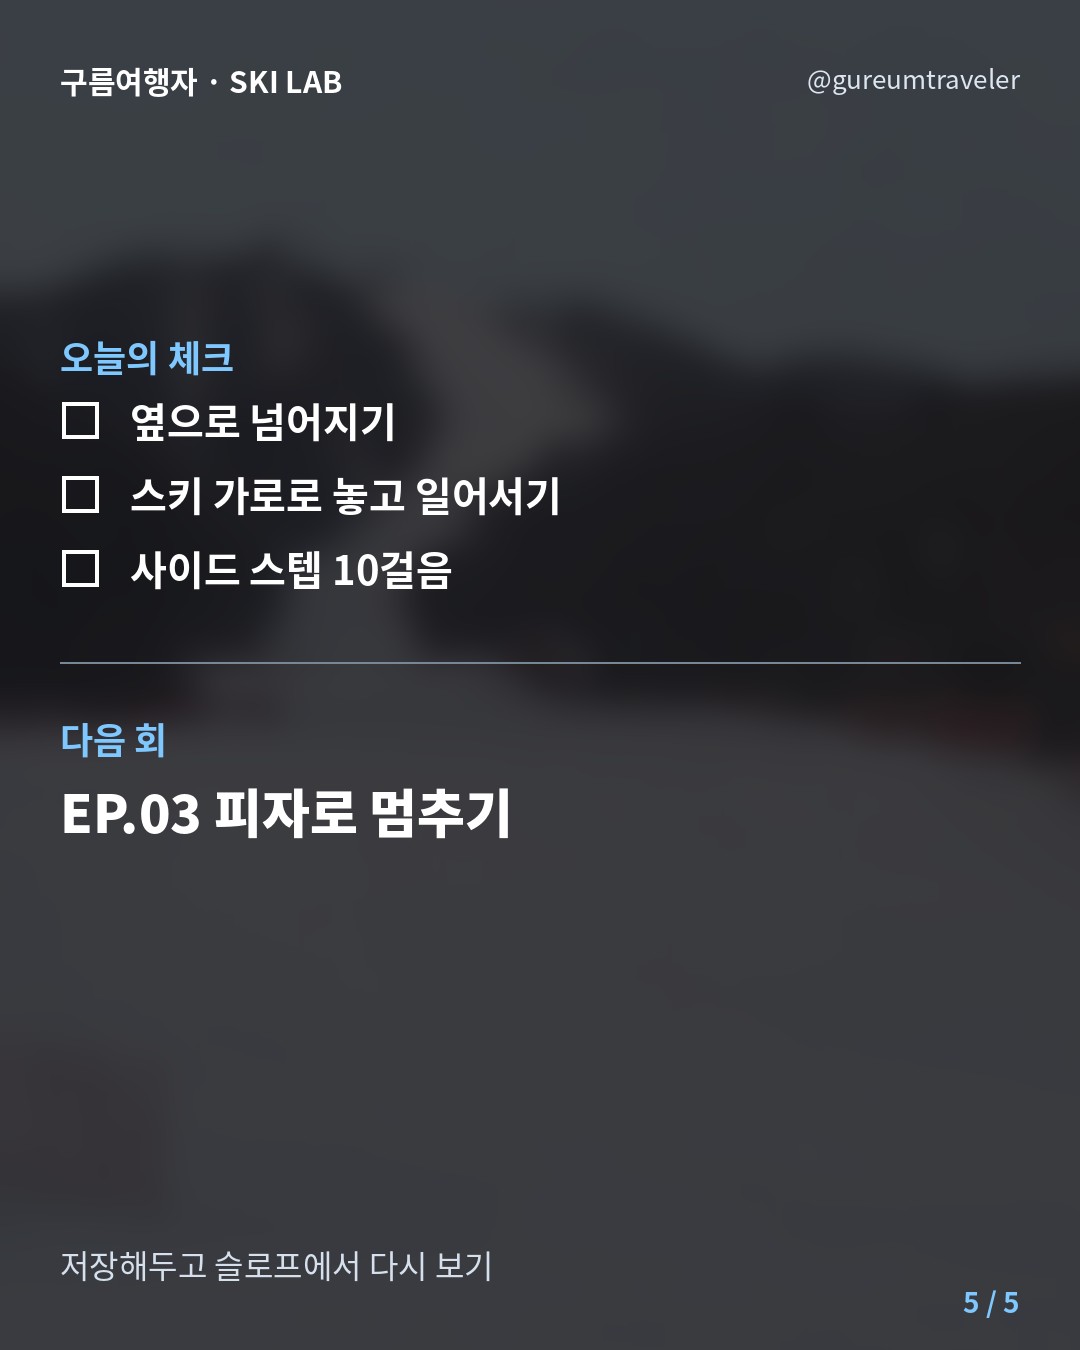 구름여행자 · SKI LAB
@gureumtraveler
오늘의 체크
☐ 옆으로 넘어지기
☐ 스키 가로로 놓고 일어서기
☐ 사이드 스텝 10걸음
다음 회
EP.03 피자로 멈추기
저장해두고 슬로프에서 다시 보기
5 / 5